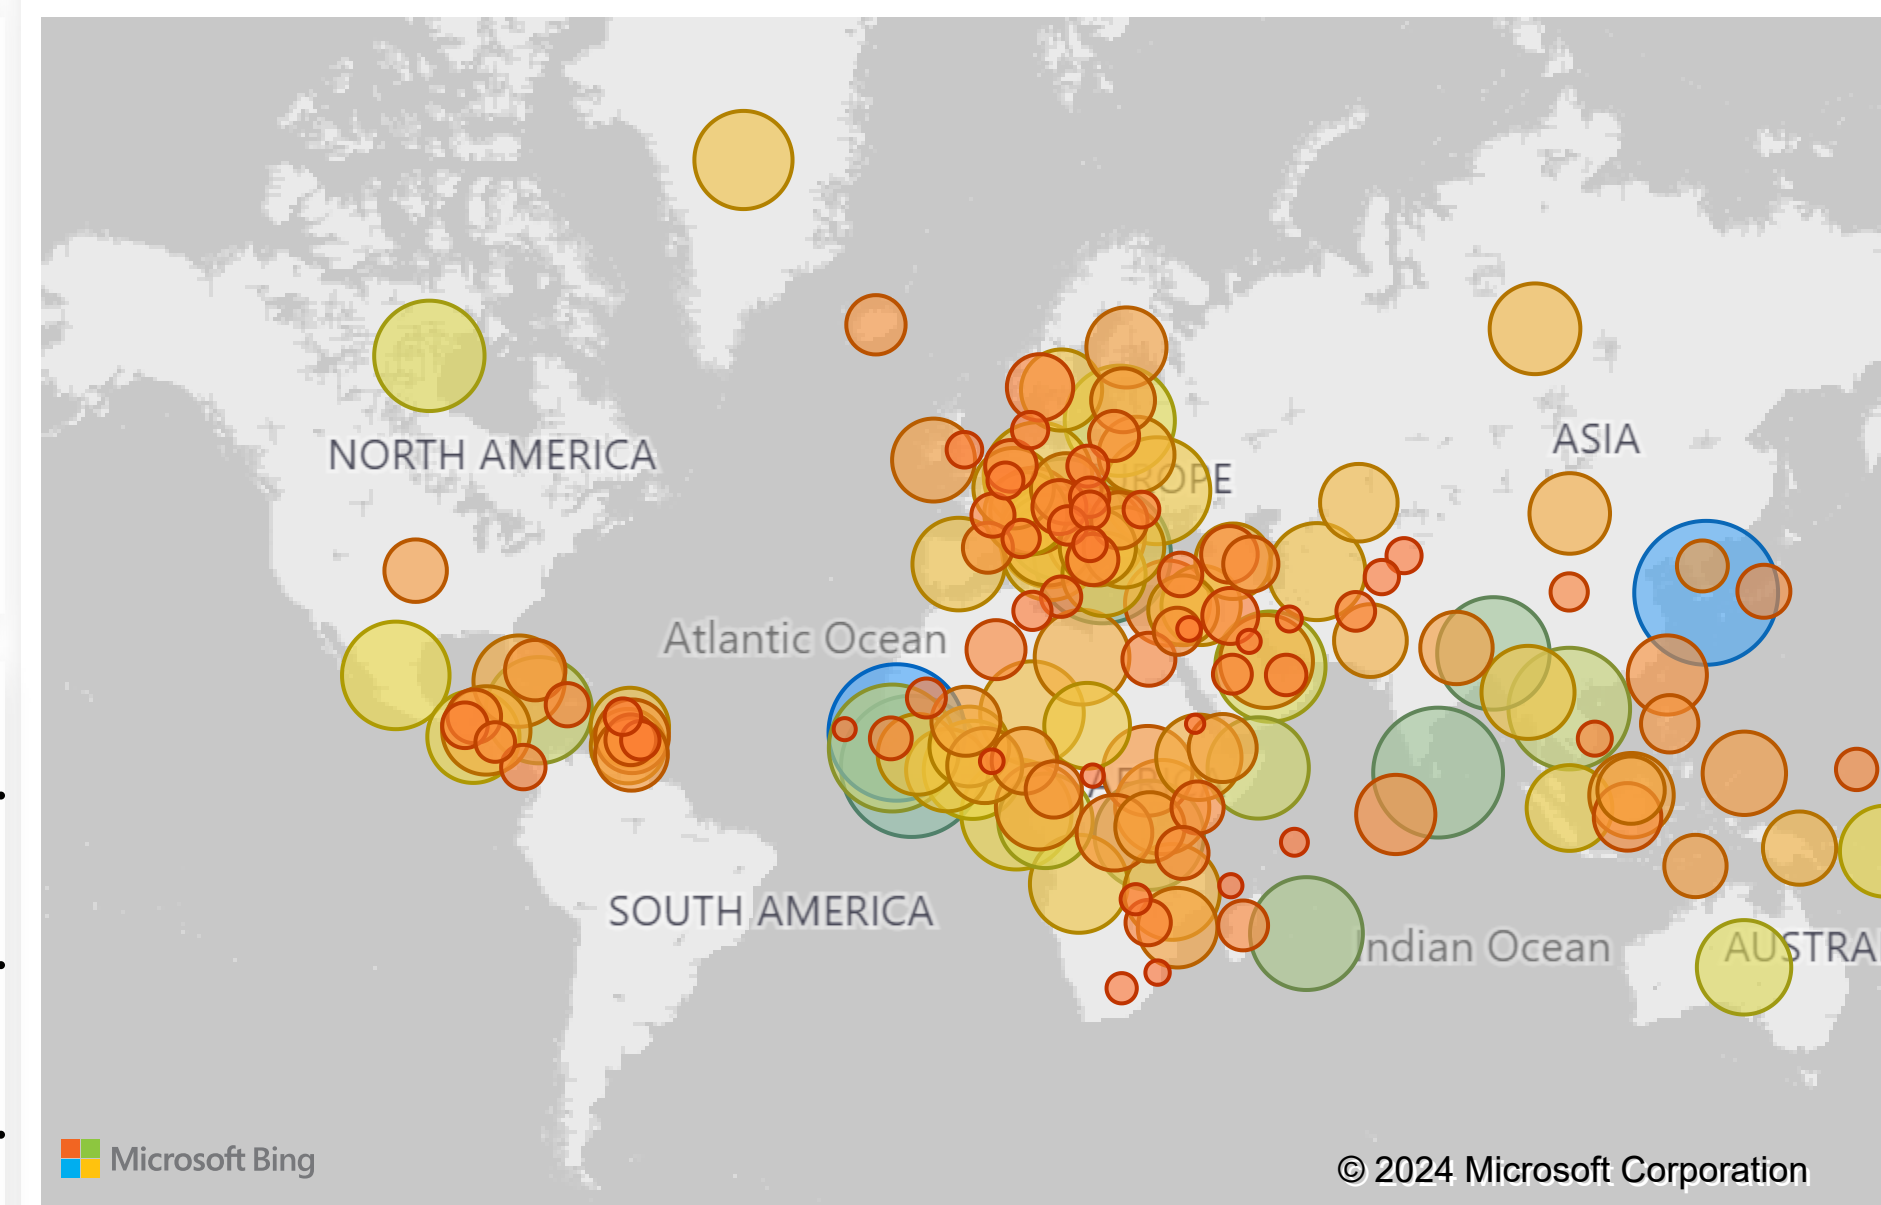 NORTH AMERICA
ASIA
Atlantic Ocean
SOUTH AMERICA
Indian Ocean
Microsoft Bing
© 2024 Microsoft Corporation